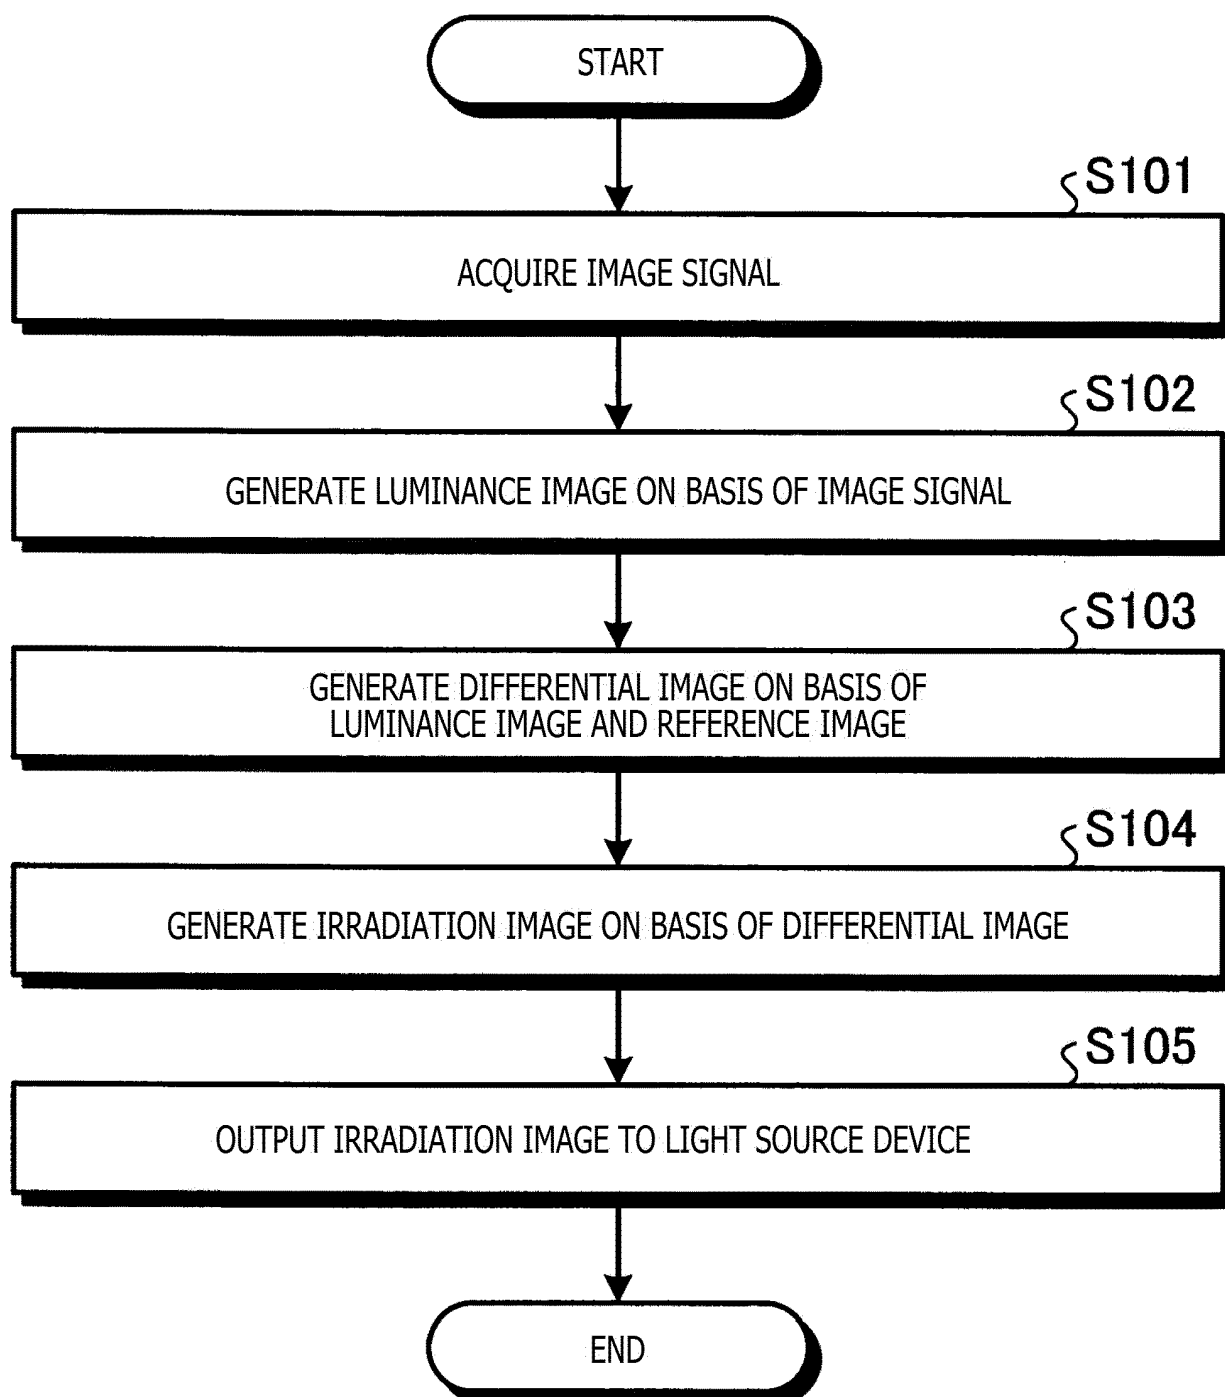 START
S101
ACQUIRE IMAGE SIGNAL
S102
GENERATE LUMINANCE IMAGE ON BASIS OF IMAGE SIGNAL
S103
GENERATE DIFFERENTIAL IMAGE ON BASIS OF
LUMINANCE IMAGE AND REFERENCE IMAGE
S104
GENERATE IRRADIATION IMAGE ON BASIS OF DIFFERENTIAL IMAGE
S105
OUTPUT IRRADIATION IMAGE TO LIGHT SOURCE DEVICE
END